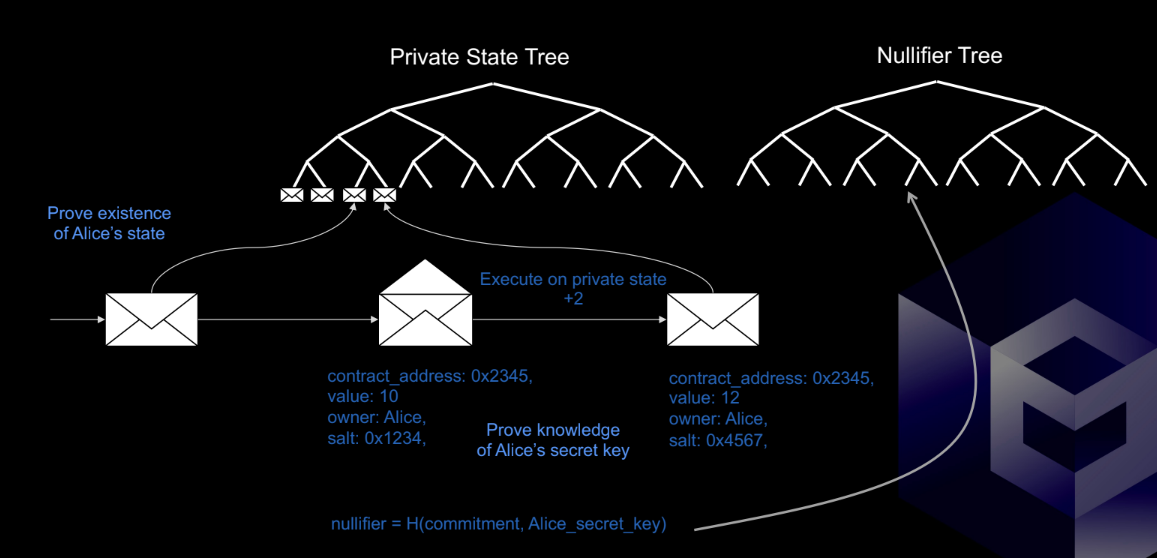 Private State Tree
Nullifier Tree
Prove existence
of Alice's state
Execute on private state
+2
contract_address: 0x2345,
value: 10
owner: Alice,
salt: 0x1234,
contract_address: 0x2345,
value: 12
owner: Alice,
salt: 0x4567,
Prove knowledge
of Alice's secret key
nullifier = H(commitment, Alice_secret_key)